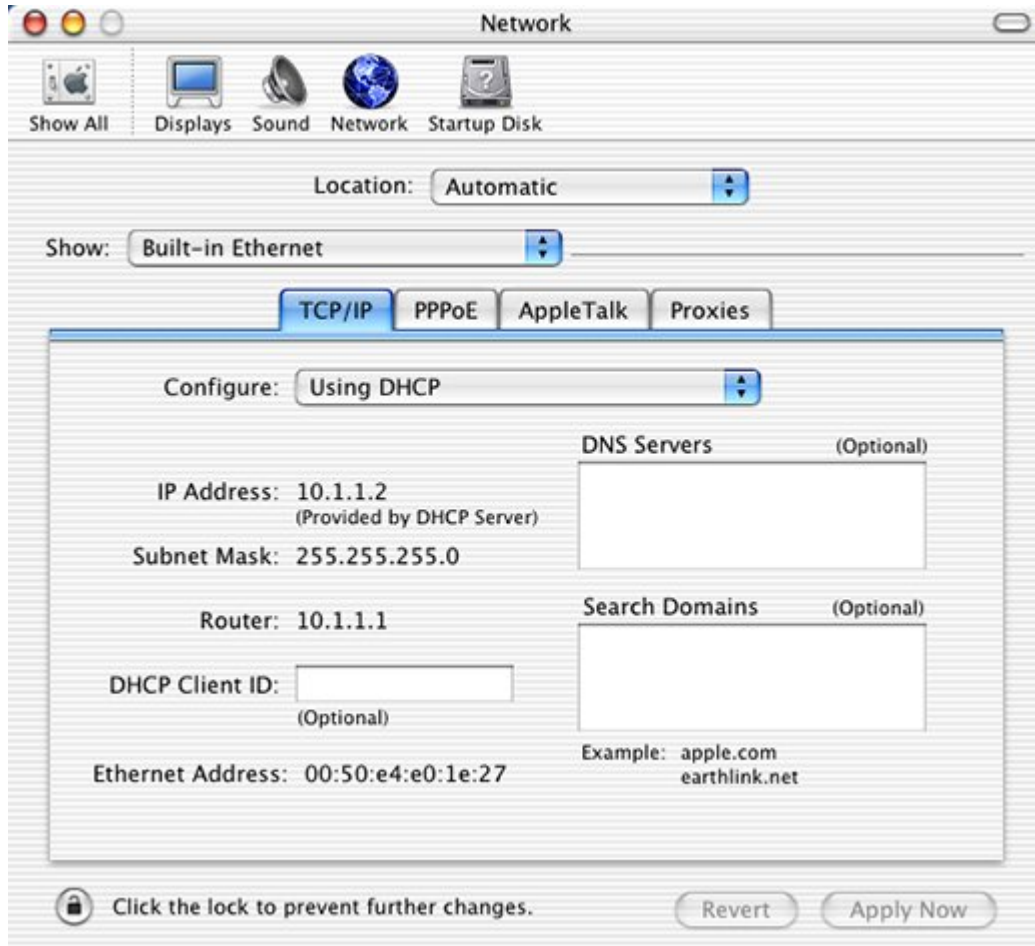 Network
Show All Displays Sound Network Startup Disk
Location: Automatic
Show: Built-in Ethernet
TCP/IP PPPoE AppleTalk Proxies
Configure: Using DHCP
DNS Servers (Optional)
IP Address: 10.1.1.2
(Provided by DHCP Server)
Subnet Mask: 255.255.255.0
Search Domains (Optional)
Router: 10.1.1.1
DHCP Client ID:
(Optional)
Example: apple.com
earthlink.net
Ethernet Address: 00:50:e4:e0:1e:27
Click the lock to prevent further changes.
Revert Apply Now